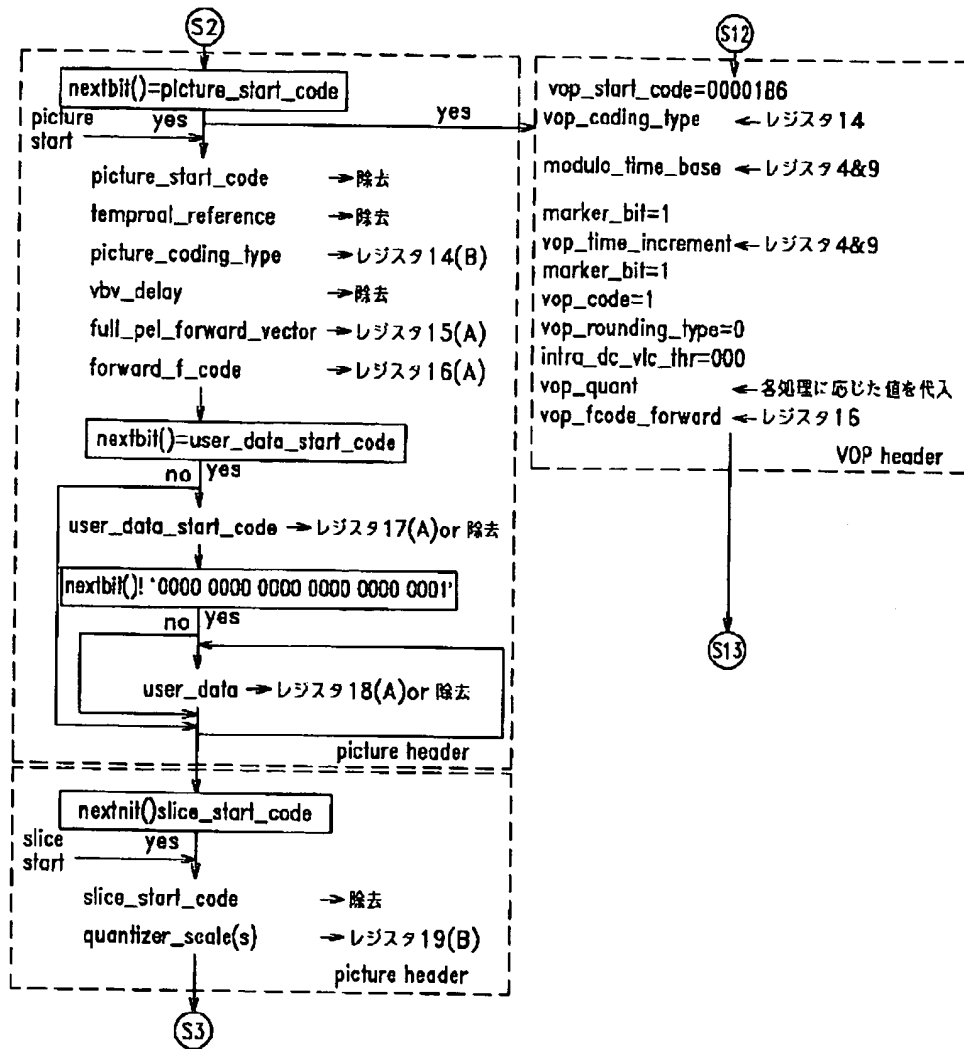 S2
nextbit()=picture_start_code
picture start
yes
yes
picture_start_code →除去
temproal_reference →除去
picture_coding_type →レジスタ14(B)
vbv_delay →除去
full_pel_forward_vector →レジスタ15(A)
forward_f_code →レジスタ16(A)
nextbit()=user_data_start_code
no yes
user_data_start_code →レジスタ17(A)or 除去
nextbit()! '0000 0000 0000 0000 0000 0001'
no yes
user_data →レジスタ18(A)or 除去
picture header
nextnit()slice_start_code
slice start
yes
slice_start_code →除去
quantizer_scale(s) →レジスタ19(B)
picture header
S3
S12
vop_start_code=00001B6
vop_coding_type ←レジスタ14
modulo_time_base ←レジスタ4&9
marker_bit=1
vop_time_increment←レジスタ4&9
marker_bit=1
vop_code=1
vop_rounding_type=0
intra_dc_vlc_thr=000
vop_quant ←各処理に応じた値を代入
vop_fcode_forward ←レジスタ16
VOP header
S13